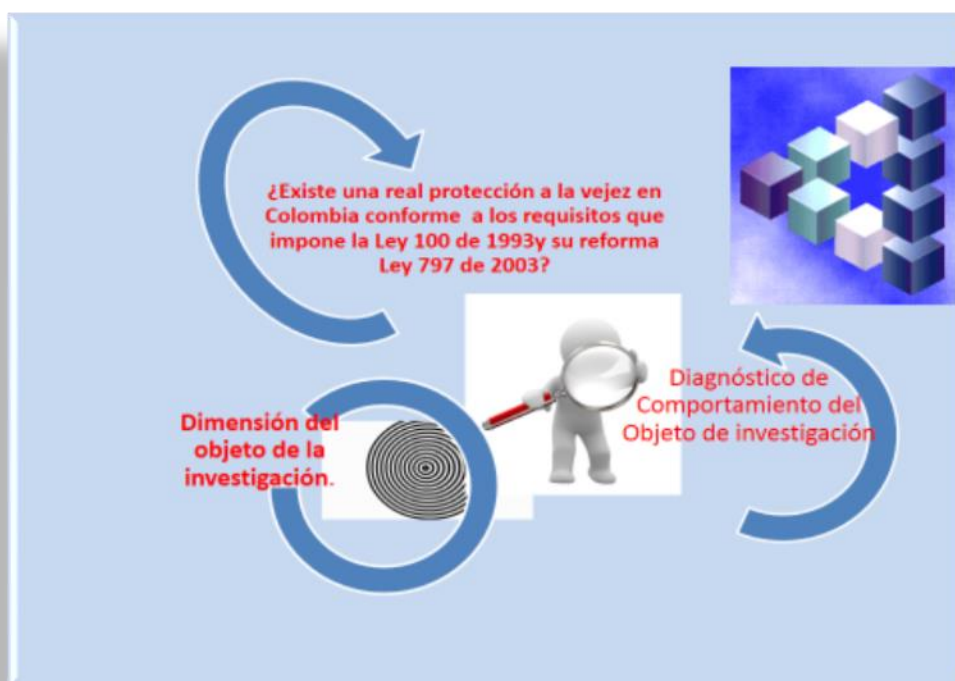 ¿Existe una real protección a la vejez en
Colombia conforme a los requisitos que
impone la Ley 100 de 1993y su reforma
Ley 797 de 2003?
Dimensión del
objeto de la
investigación.
Diagnóstico de
Comportamiento del
Objeto de investigación